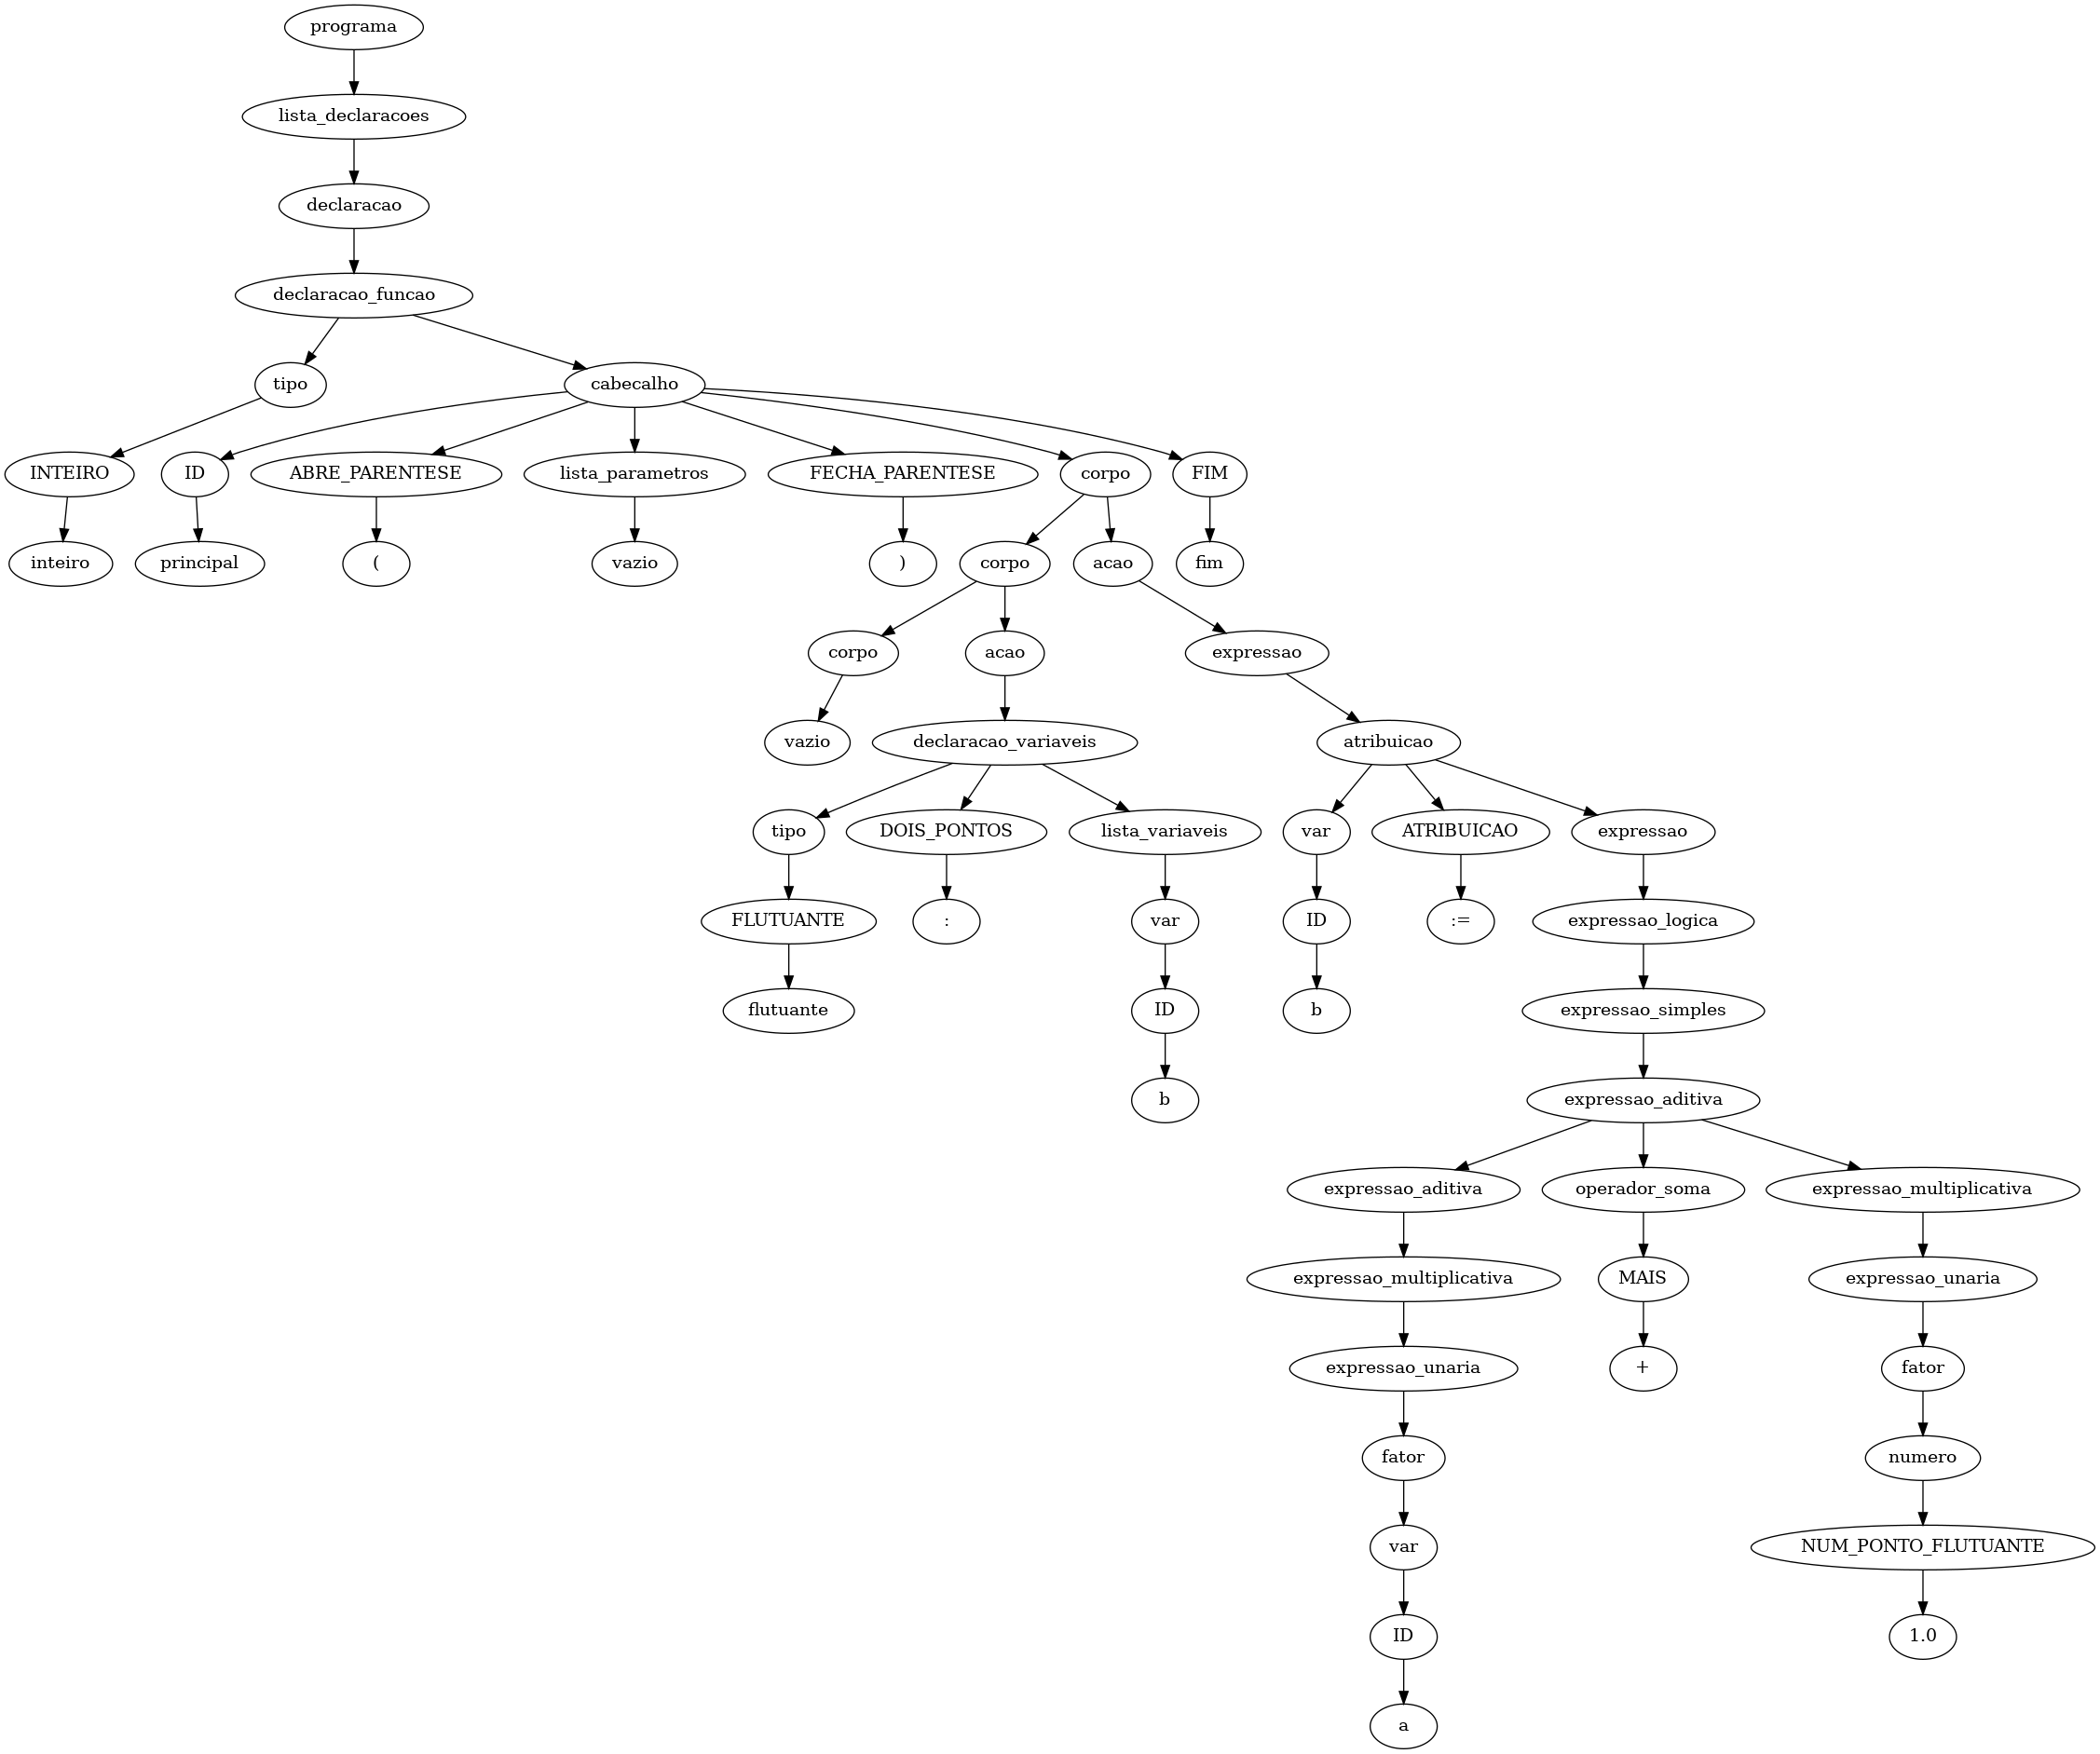 programa
lista_declaracoes
declaracao
declaracao_funcao
tipo cabecalho
INTEIRO ID ABRE_PARENTESE lista_parametros FECHA_PARENTESE corpo FIM
inteiro principal ( vazio ) corpo acao fim
corpo acao expressao
vazio declaracao_variaveis atribuicao
tipo DOIS_PONTOS lista_variaveis var ATRIBUICAO expressao
FLUTUANTE : var ID := expressao_logica
flutuante ID b expressao_simples
b expressao_aditiva
expressao_aditiva operador_soma expressao_multiplicativa
expressao_multiplicativa MAIS expressao_unaria
expressao_unaria + fator
fator numero
var NUM_PONTO_FLUTUANTE
ID 1.0
a